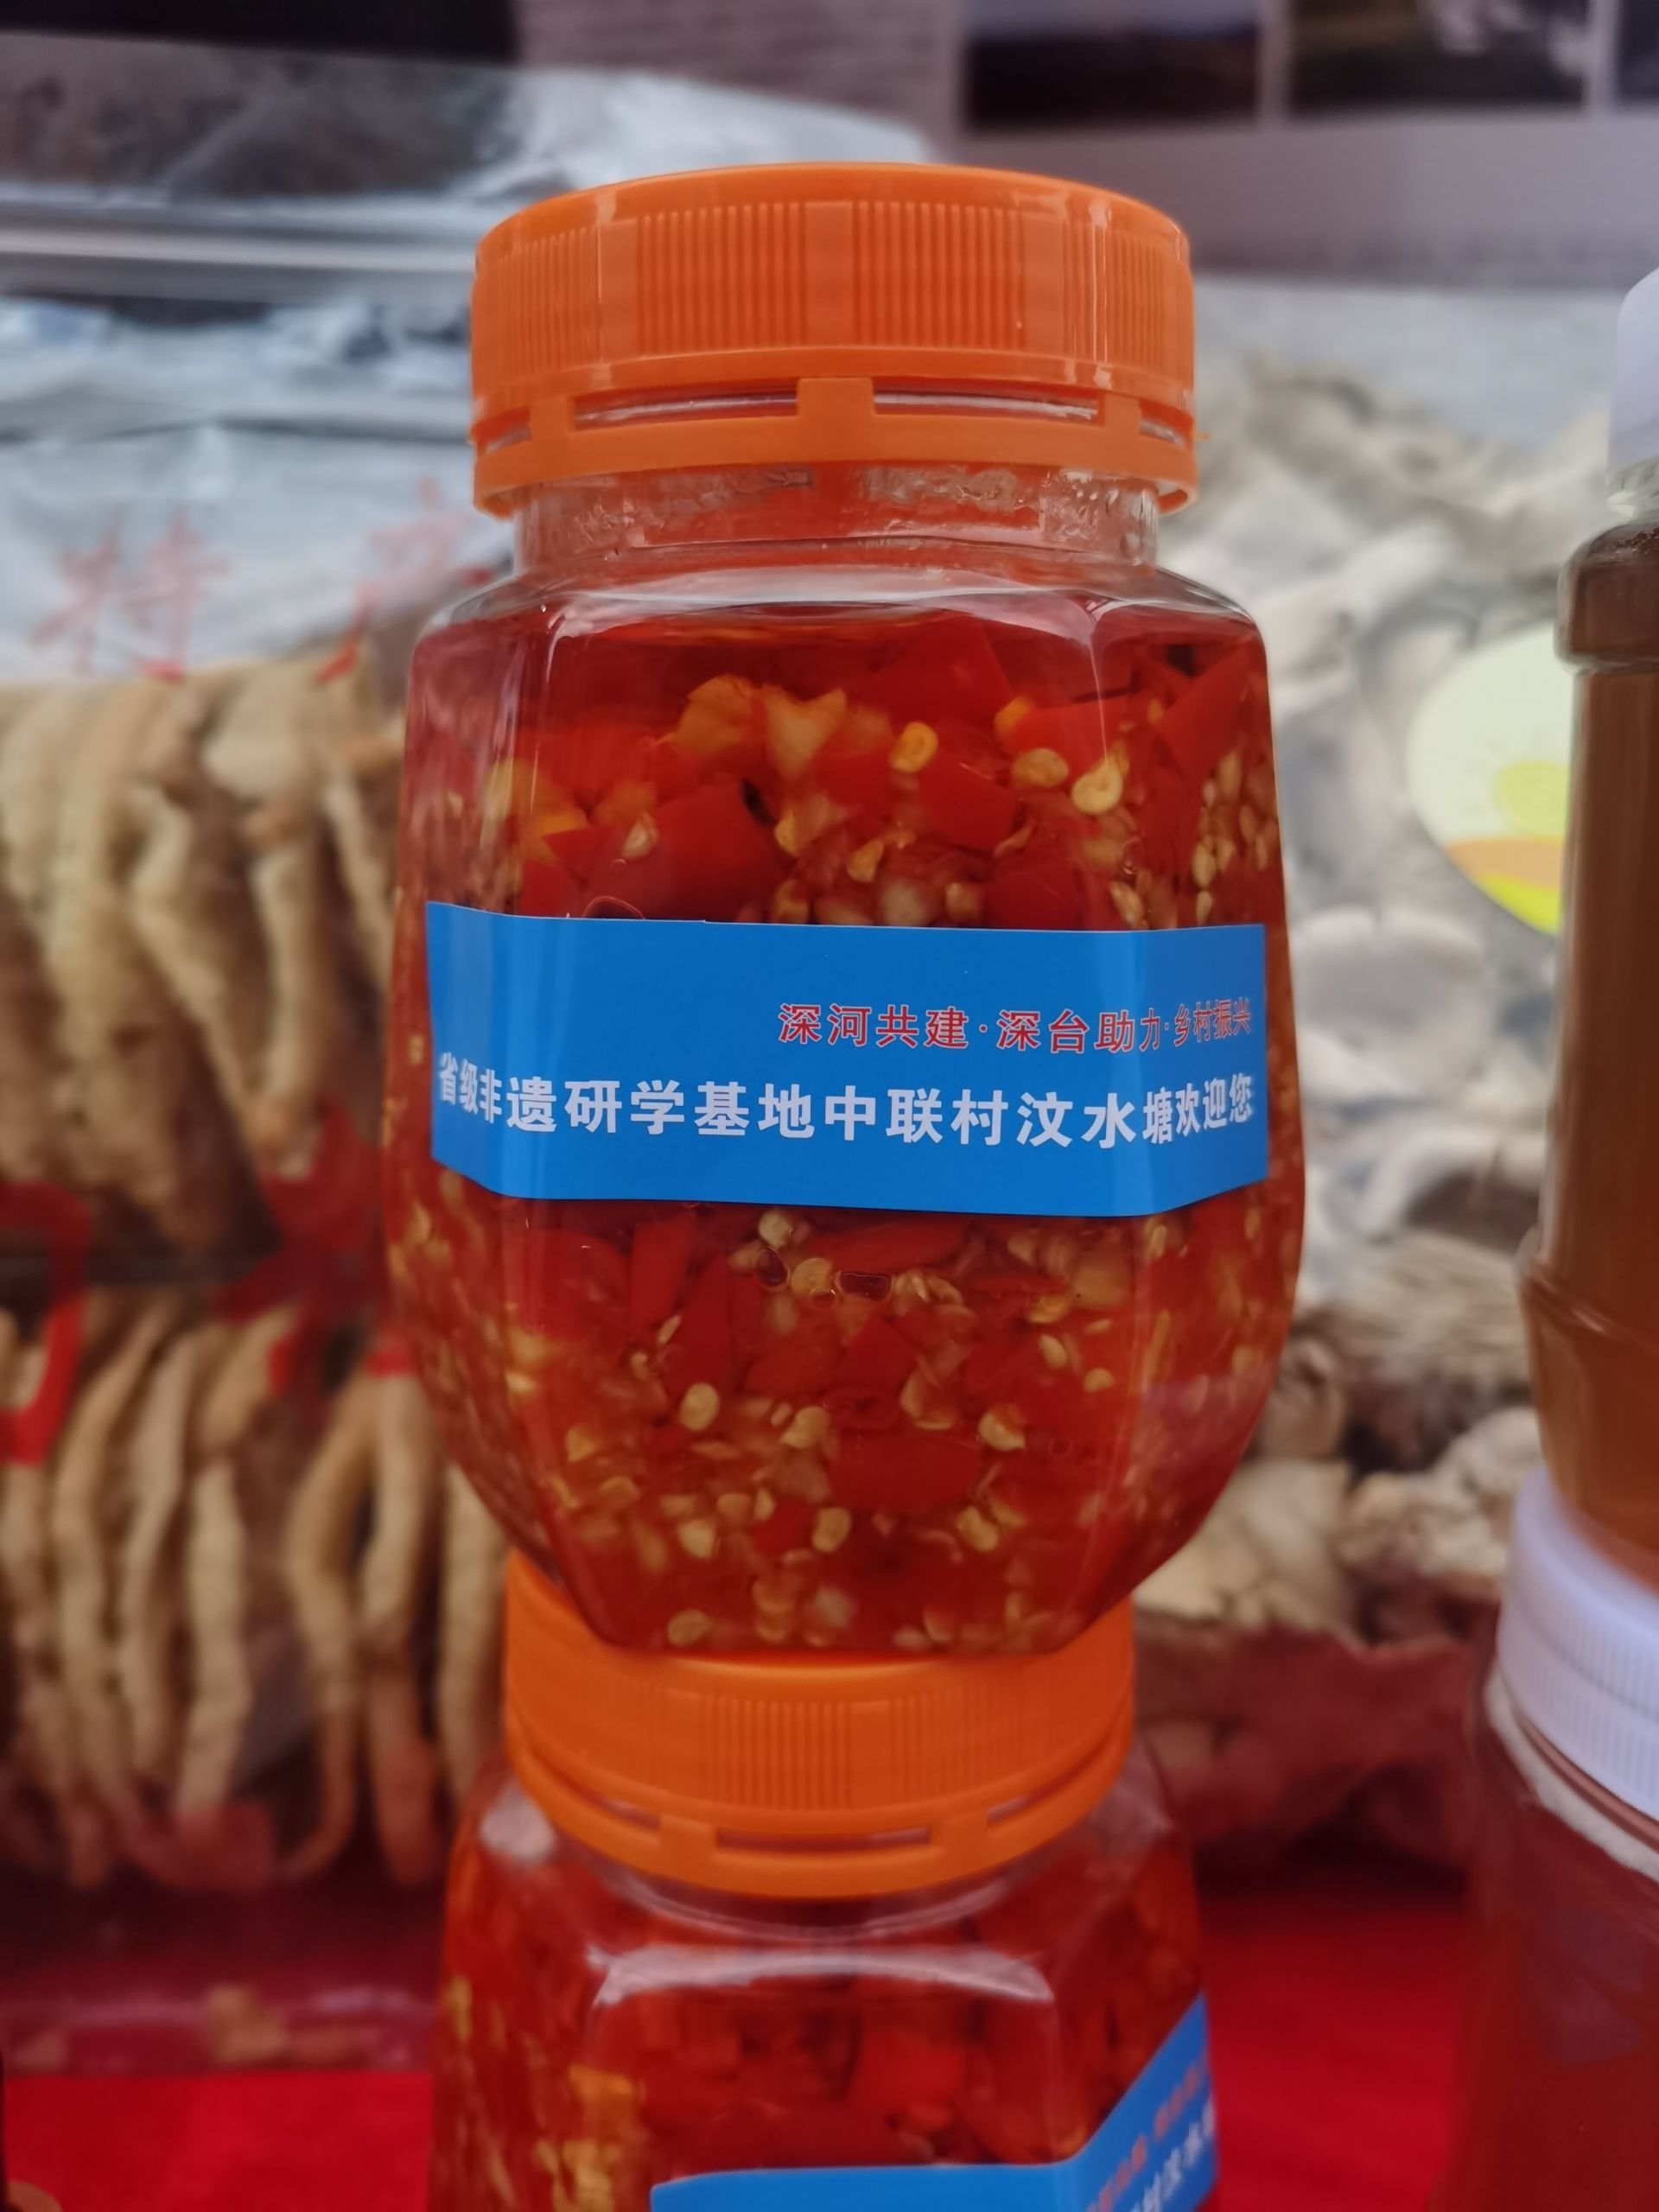 特
深河共建·深台助力·乡村振兴
省级非遗研学基地中联村汶水塘欢迎您